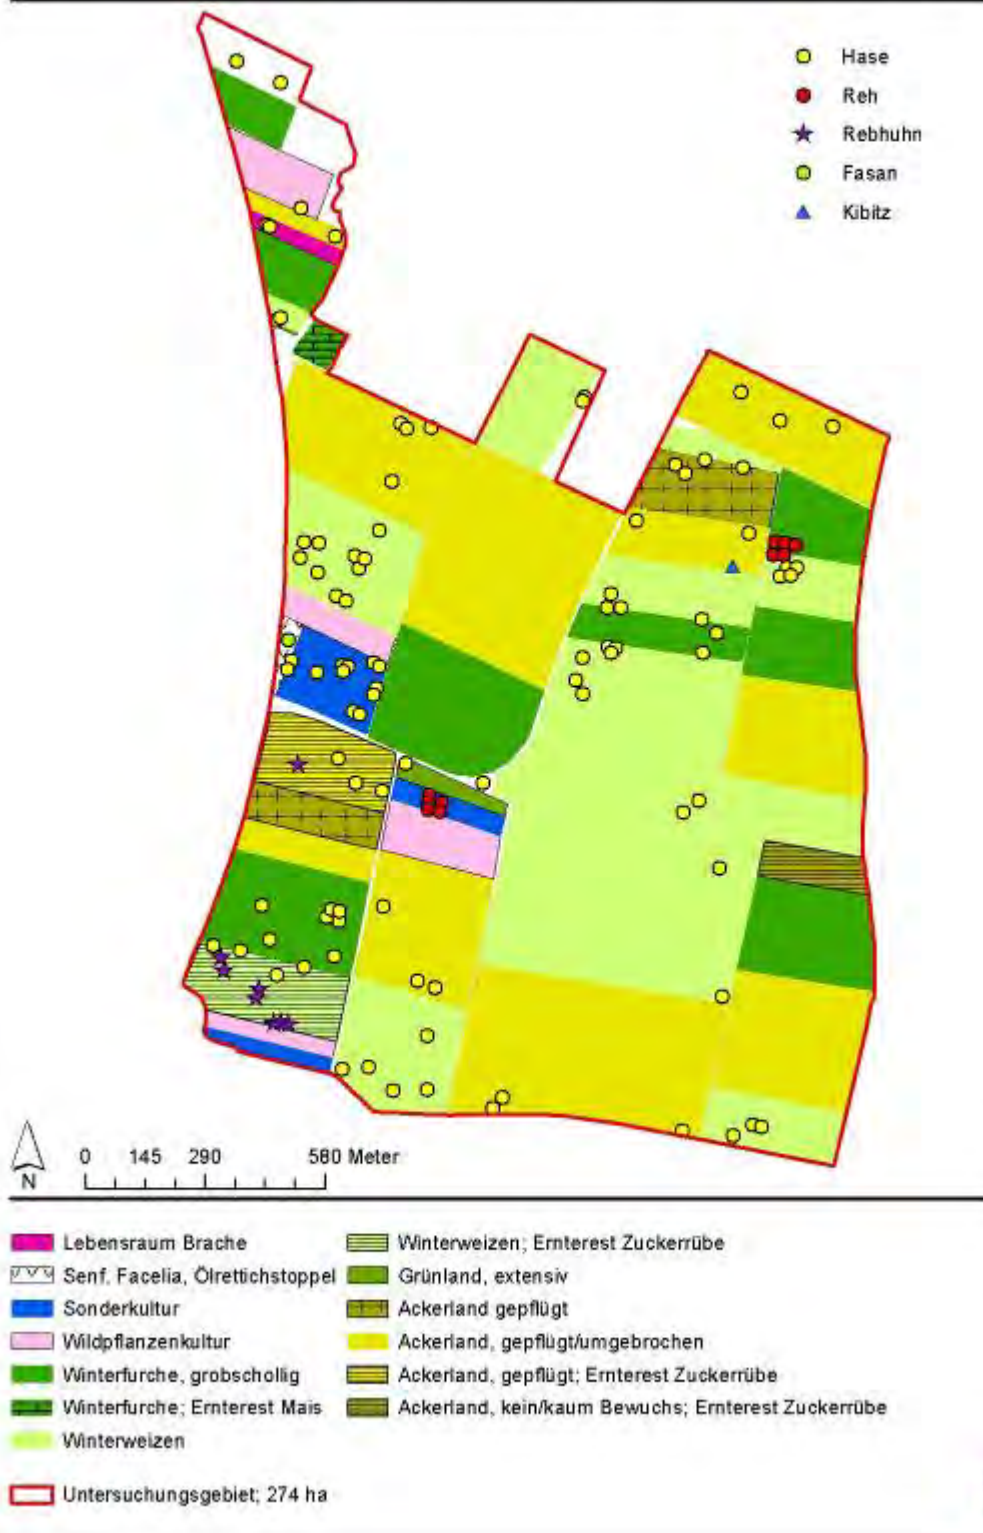 Hase
Reh
Rebhuhn
Fasan
Kibitz
0 145 290 580 Meter
N
Lebensraum Brache
Senf, Facelia, Ölrettichstoppel
Sonderkultur
Wildpflanzenkultur
Winterfurche, grobschollig
Winterfurche; Ernterest Mais
Winterweizen
Winterweizen; Ernterest Zuckerrübe
Grünland, extensiv
Ackerland gepflügt
Ackerland, gepflügt/umgebrochen
Ackerland, gepflügt; Ernterest Zuckerrübe
Ackerland, kein/kaum Bewuchs; Ernterest Zuckerrübe
Untersuchungsgebiet; 274 ha